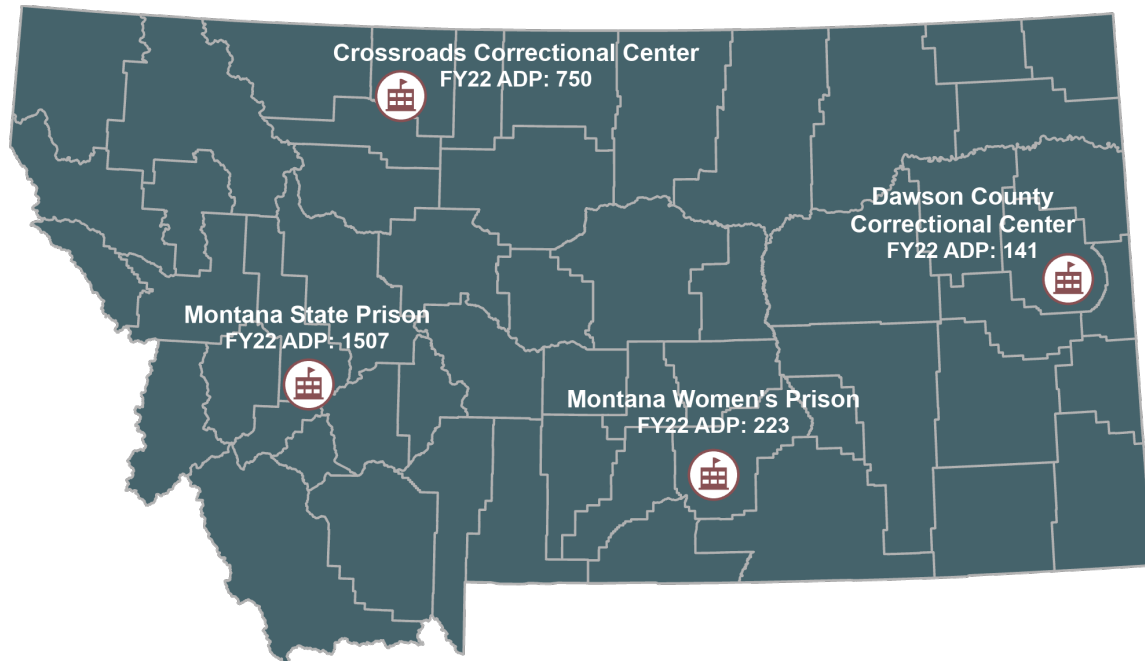 Crossroads Correctional Center
FY22 ADP: 750
Dawson County
Correctional Center
FY22 ADP: 141
Montana State Prison
FY22 ADP: 1507
Montana Women's Prison
FY22 ADP: 223